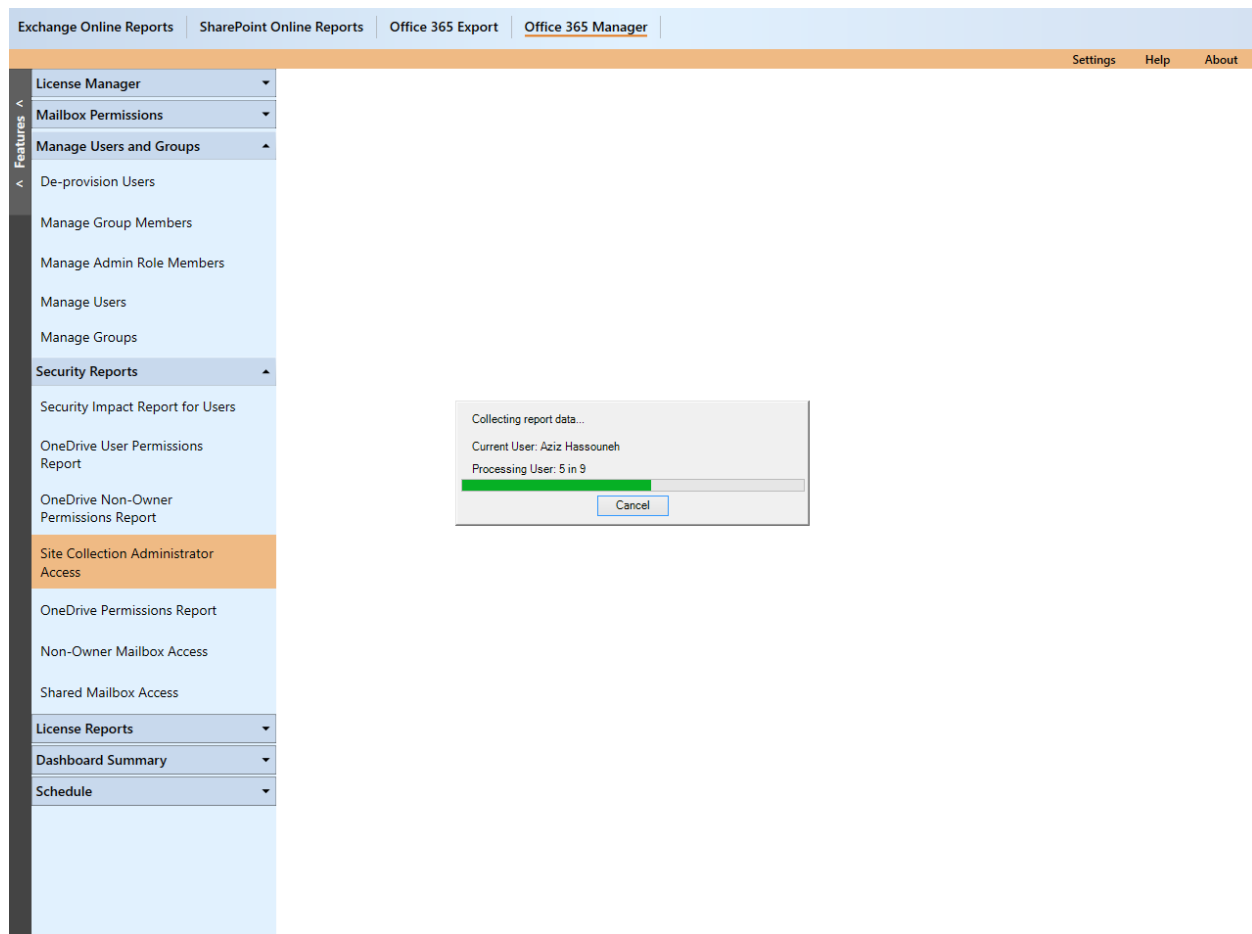 Exchange Online Reports SharePoint Online Reports Office 365 Export Office 365 Manager
Settings Help About
< Features <
License Manager
Mailbox Permissions
Manage Users and Groups
De-provision Users
Manage Group Members
Manage Admin Role Members
Manage Users
Manage Groups
Security Reports
Security Impact Report for Users
OneDrive User Permissions
Report
OneDrive Non-Owner
Permissions Report
Site Collection Administrator
Access
OneDrive Permissions Report
Non-Owner Mailbox Access
Shared Mailbox Access
License Reports
Dashboard Summary
Schedule
Collecting report data...
Current User: Aziz Hassouneh
Processing User: 5 in 9
Cancel